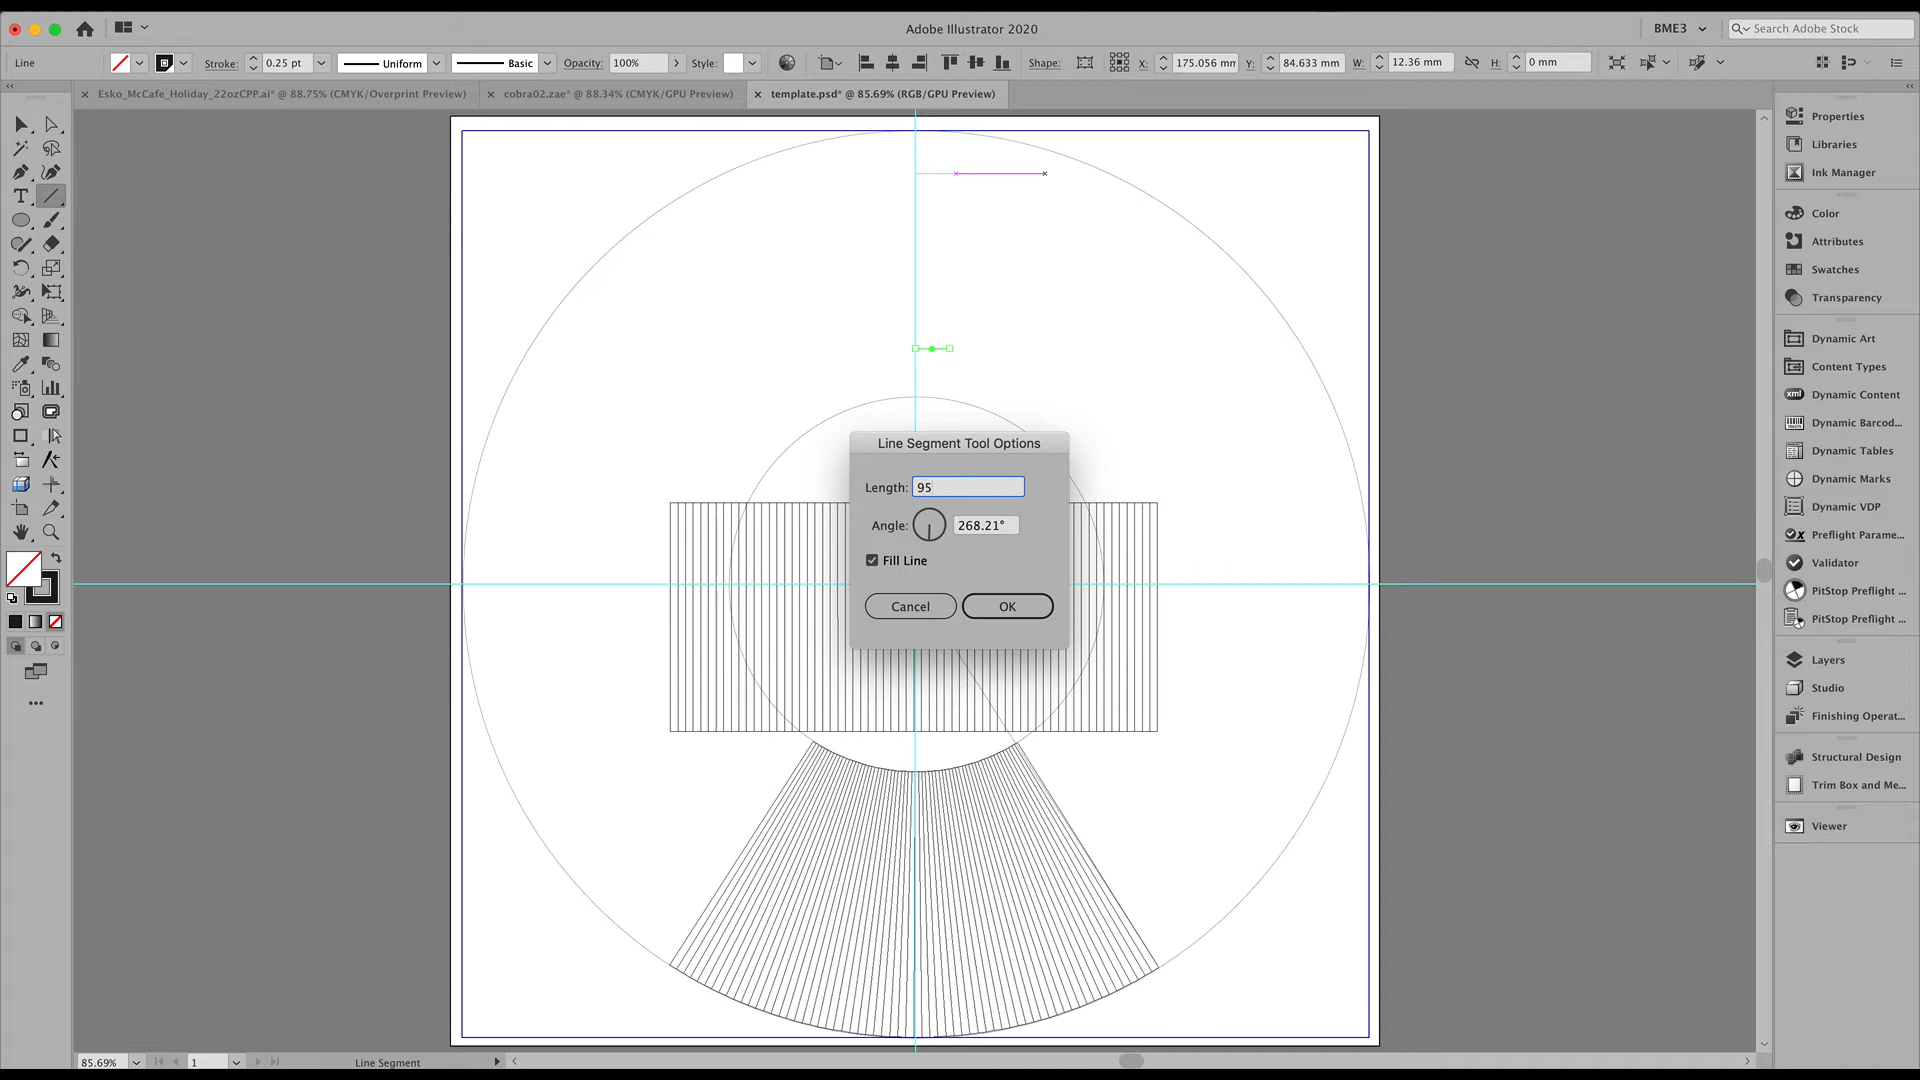 Adobe Illustrator 2020
BME3
Search Adobe Stock
Line
Stroke:
0.25 pt
Uniform
Basic
Opacity:
100%
Style:
Shape:
X:
175.056 mm
Y:
84.633 mm
W:
12.36 mm
H:
0 mm
Esko_McCafe_Holiday_22ozCPP.ai* @ 88.75% (CMYK/Overprint Preview)
cobra02.zae* @ 88.34% (CMYK/GPU Preview)
template.psd* @ 85.69% (RGB/GPU Preview)
Properties
Libraries
Ink Manager
Color
Attributes
Swatches
Transparency
Dynamic Art
Content Types
xml
Dynamic Content
Dynamic Barcod...
Dynamic Tables
Dynamic Marks
Dynamic VDP
Preflight Parame...
Validator
PitStop Preflight ...
PitStop Preflight ...
Layers
Studio
Finishing Operat...
Structural Design
Trim Box and Me...
Viewer
Line Segment Tool Options
Length:
95
Angle:
268.21°
Fill Line
Cancel
OK
85.69%
1
Line Segment